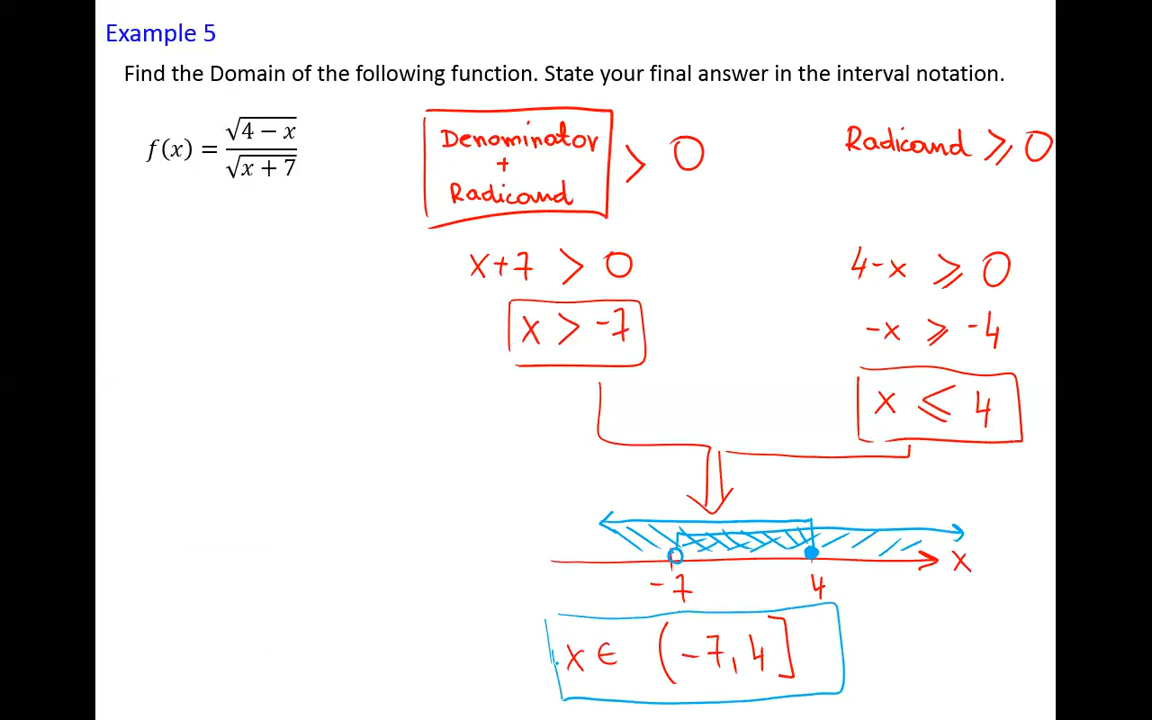 Example 5
Find the Domain of the following function. State your final answer in the interval notation.
f(x) = √(4 − x) / √(x + 7)
Denominator
+
Radicand
> 0
Radicand ⩾ 0
x+7 > 0
x > -7
4-x ⩾ 0
-x ⩾ -4
x ⩽ 4
-7
4
x
x ∈ (-7, 4]